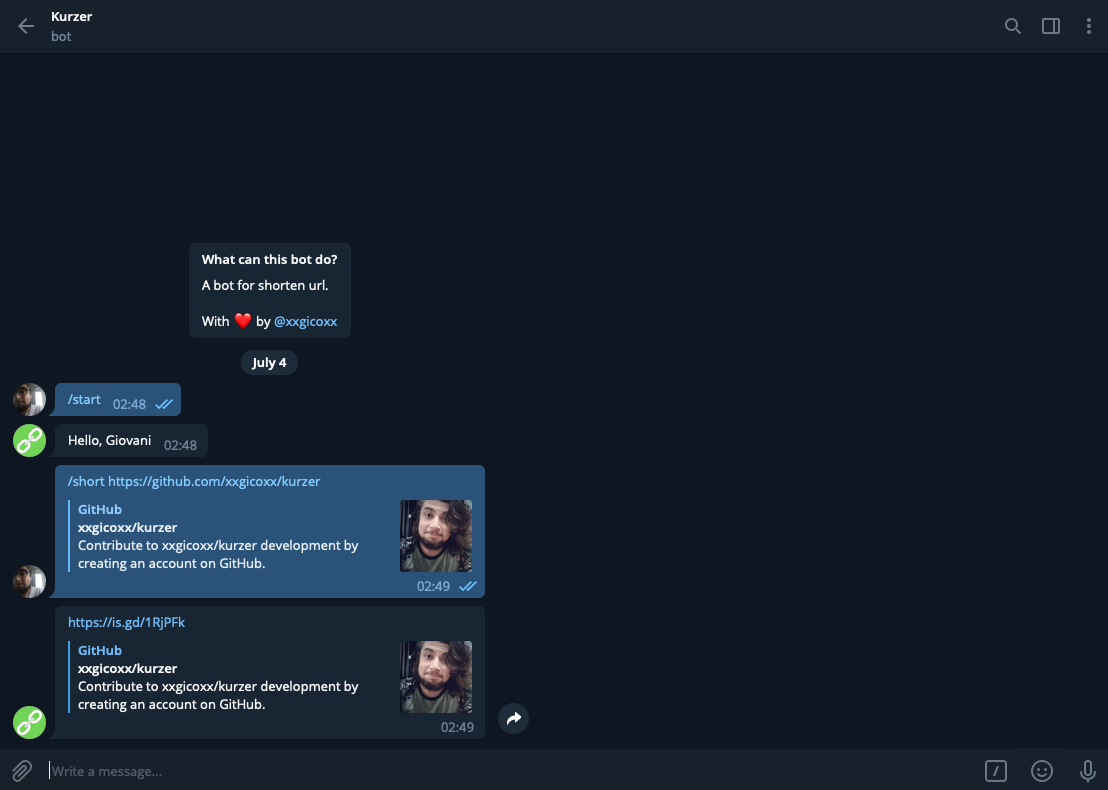 Kurzer
bot
What can this bot do?
A bot for shorten url.
With ❤️ by @xxgicoxx
July 4
/start 02:48
Hello, Giovani 02:48
/short https://github.com/xxgicoxx/kurzer
GitHub
xxgicoxx/kurzer
Contribute to xxgicoxx/kurzer development by
creating an account on GitHub.
02:49
https://is.gd/1RjPFk
GitHub
xxgicoxx/kurzer
Contribute to xxgicoxx/kurzer development by
creating an account on GitHub.
02:49
Write a message...